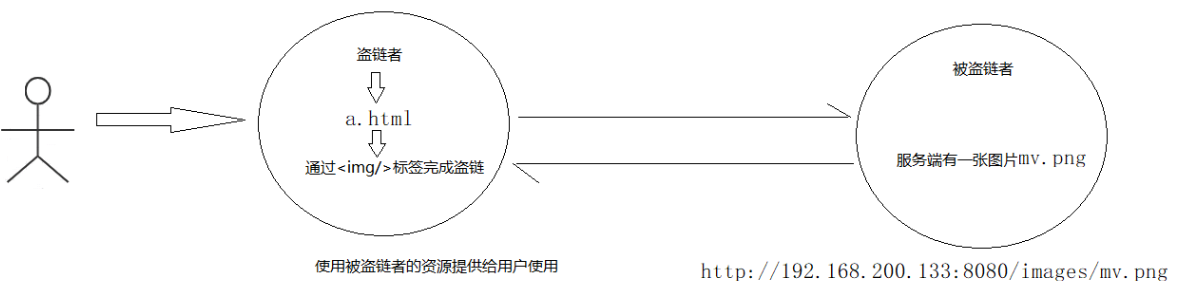 盗链者
a.html
通过<img/>标签完成盗链
使用被盗链者的资源提供给用户使用
被盗链者
服务端有一张图片mv.png
http://192.168.200.133:8080/images/mv.png